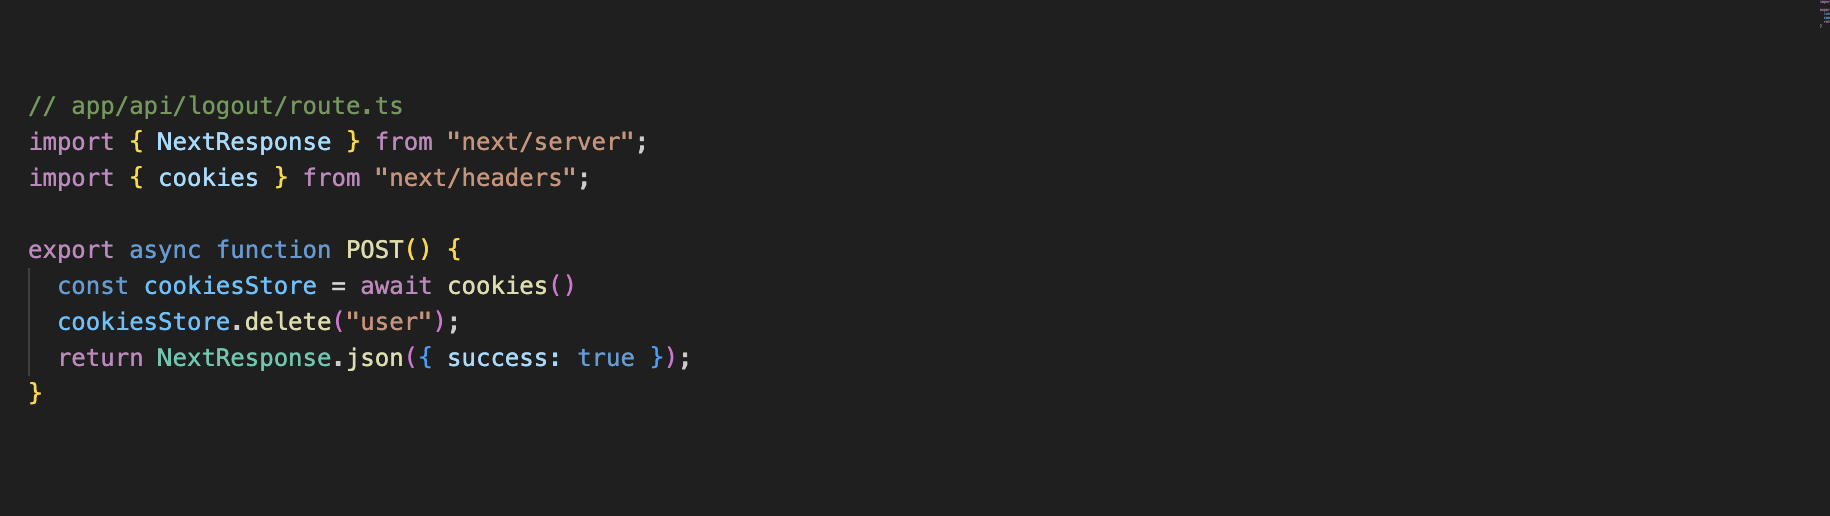 // app/api/logout/route.ts
import { NextResponse } from "next/server";
import { cookies } from "next/headers";

export async function POST() {
  const cookiesStore = await cookies()
  cookiesStore.delete("user");
  return NextResponse.json({ success: true });
}